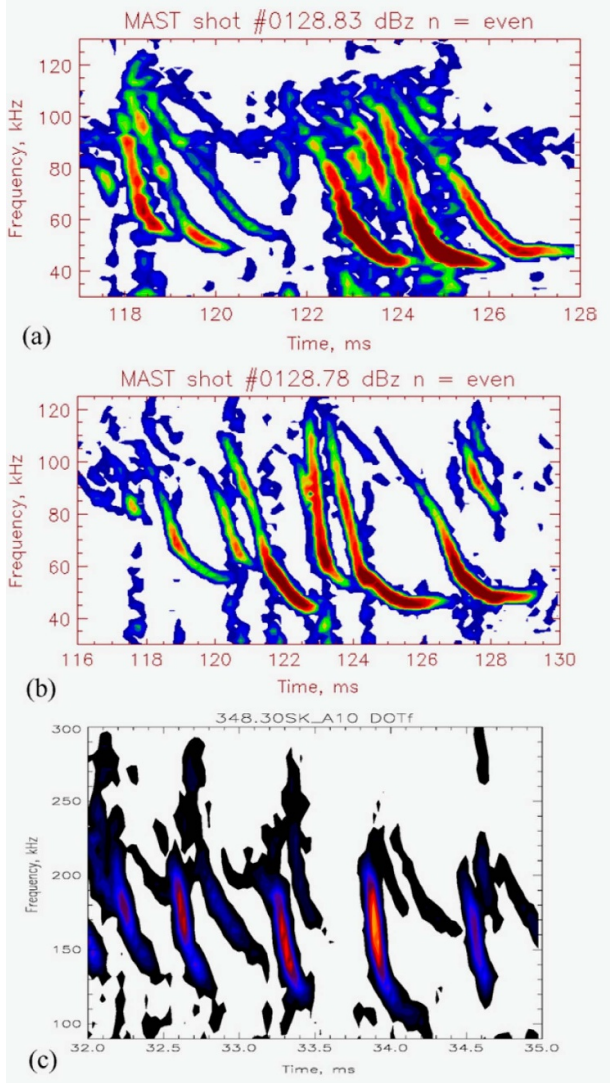 MAST shot #0128.83 dBz n = even
Frequency, kHz
120
100
80
60
40
118 120 122 124 126 128
(a)
Time, ms
MAST shot #0128.78 dBz n = even
Frequency, kHz
120
100
80
60
40
116 118 120 122 124 126 128 130
(b)
Time, ms
348.30SK_A10 DOTf
Frequency, kHz
300
250
200
150
100
32.0 32.5 33.0 33.5 34.0 34.5 35.0
(c)
Time, ms